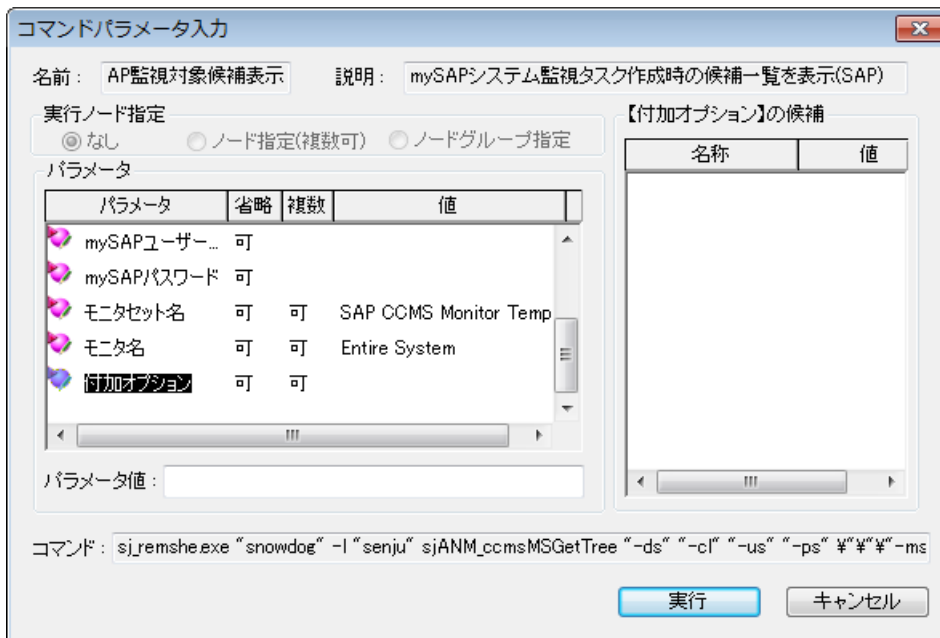 コマンドパラメータ入力
名前： AP監視対象候補表示 説明： mySAPシステム監視タスク作成時の候補一覧を表示(SAP)
実行ノード指定
なし ノード指定(複数可) ノードグループ指定
パラメータ
パラメータ 省略 複数 値
mySAPユーザー... 可
mySAPパスワード 可
モニタセット名 可 可 SAP CCMS Monitor Temp
モニタ名 可 可 Entire System
付加オプション 可 可
パラメータ値：
【付加オプション】の候補
名称 値
コマンド： sj_remshe.exe "snowdog" -l "senju" sjANM_ccmsMSGetTree "-ds" "-cl" "-us" "-ps" ¥"¥"¥"-ms
実行 キャンセル